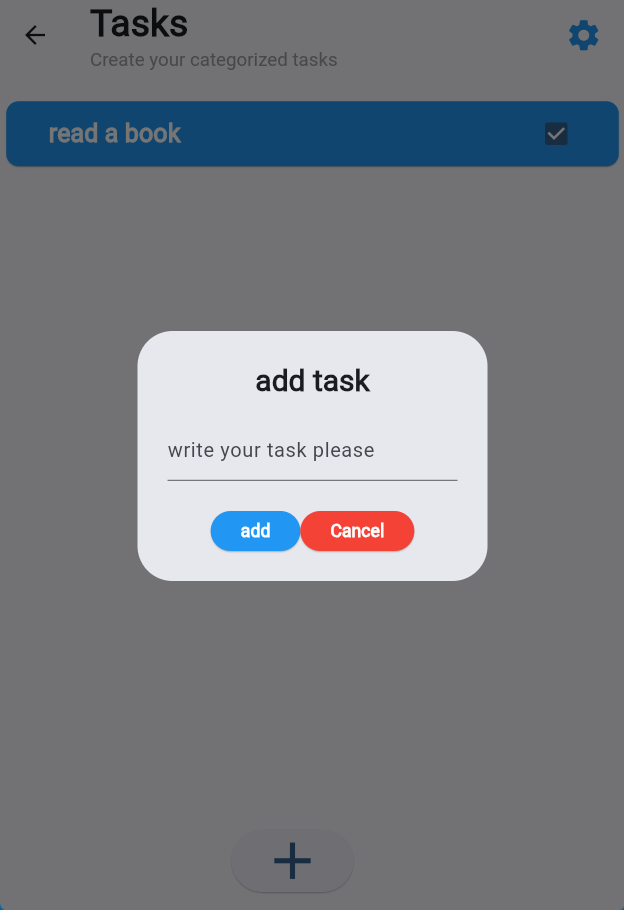 Tasks
Create your categorized tasks
read a book
add task
write your task please
add Cancel